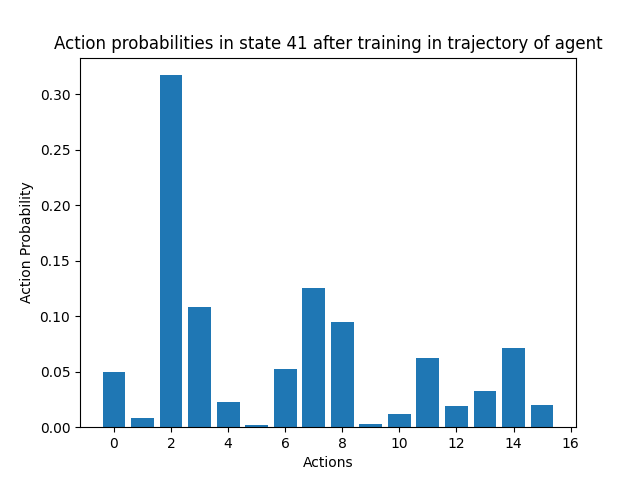 Action probabilities in state 41 after training in trajectory of agent
0.30
0.25
0.20
0.15
0.10
0.05
0.00
Action Probability
0 2 4 6 8 10 12 14 16
Actions